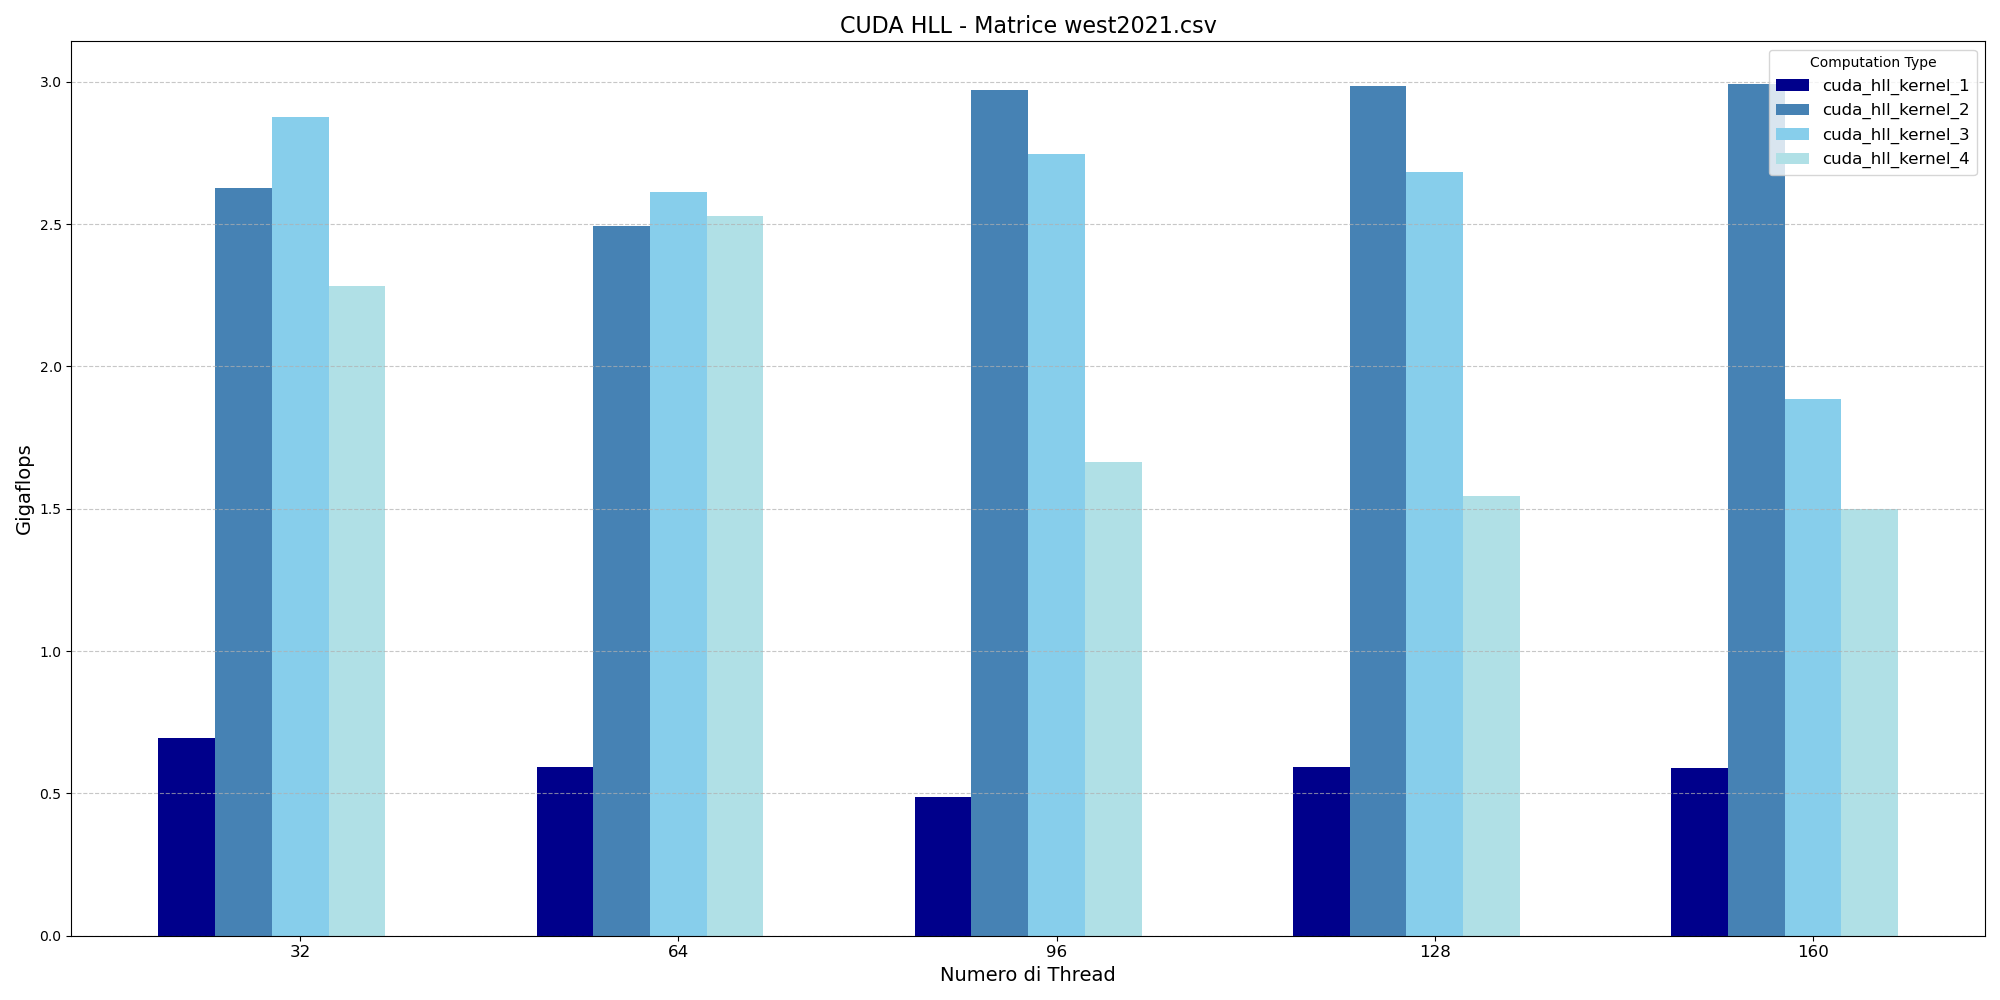 CUDA HLL - Matrice west2021.csv
Computation Type
cuda_hll_kernel_1
cuda_hll_kernel_2
cuda_hll_kernel_3
cuda_hll_kernel_4
Gigaflops
3.0
2.5
2.0
1.5
1.0
0.5
0.0
32 64 96 128 160
Numero di Thread